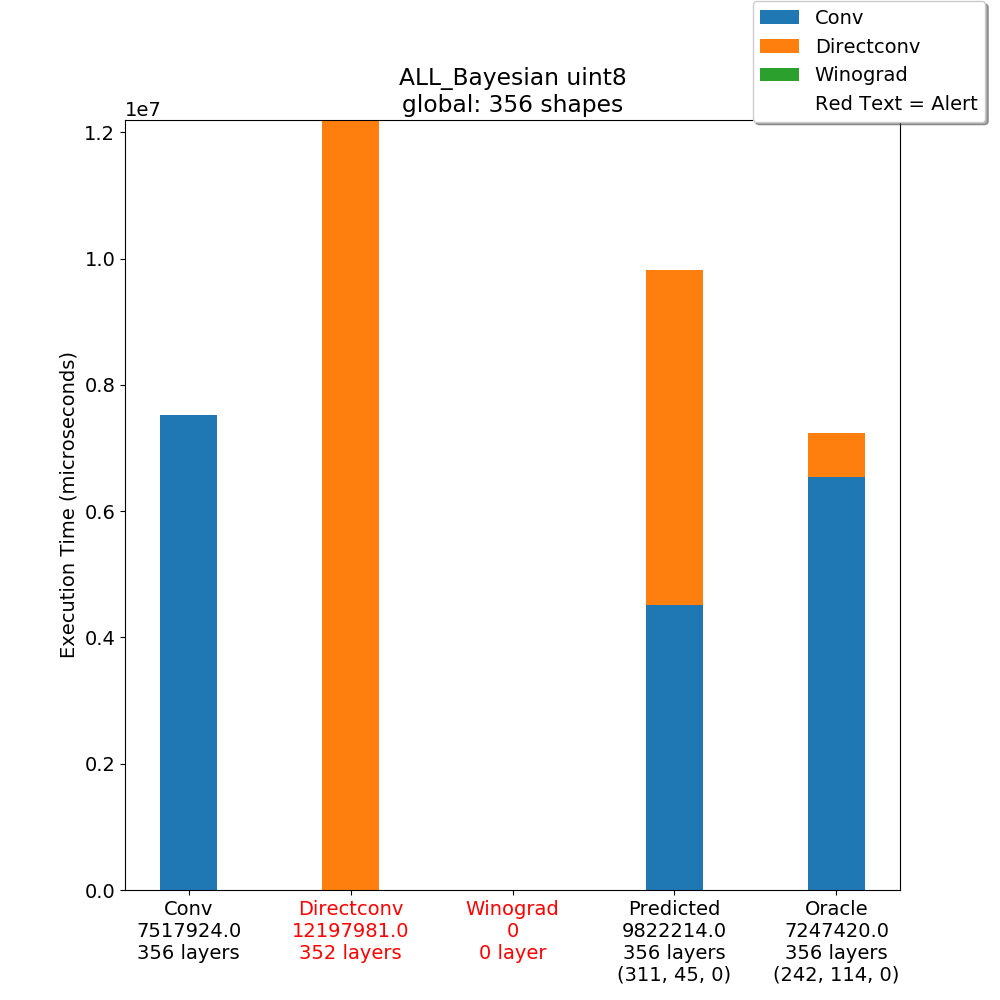 Conv
Directconv
Winograd
Red Text = Alert
ALL_Bayesian uint8
global: 356 shapes
1e7
1.2
1.0
0.8
0.6
0.4
0.2
0.0
Execution Time (microseconds)
Conv
7517924.0
356 layers
Directconv
12197981.0
352 layers
Winograd
0
0 layer
Predicted
9822214.0
356 layers
(311, 45, 0)
Oracle
7247420.0
356 layers
(242, 114, 0)